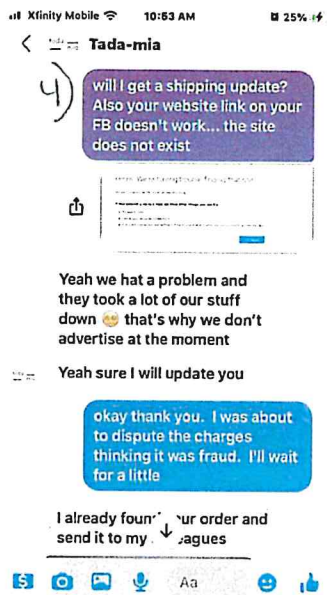 Xfinity Mobile 10:53 AM 25%
Tada-mia
4)
will I get a shipping update?
Also your website link on your
FB doesn't work... the site
does not exist
Yeah we hat a problem and
they took a lot of our stuff
down 😳 that's why we don't
advertise at the moment
Yeah sure I will update you
okay thank you. I was about
to dispute the charges
thinking it was fraud. I'll wait
for a little
I already order and
send it to my
Aa